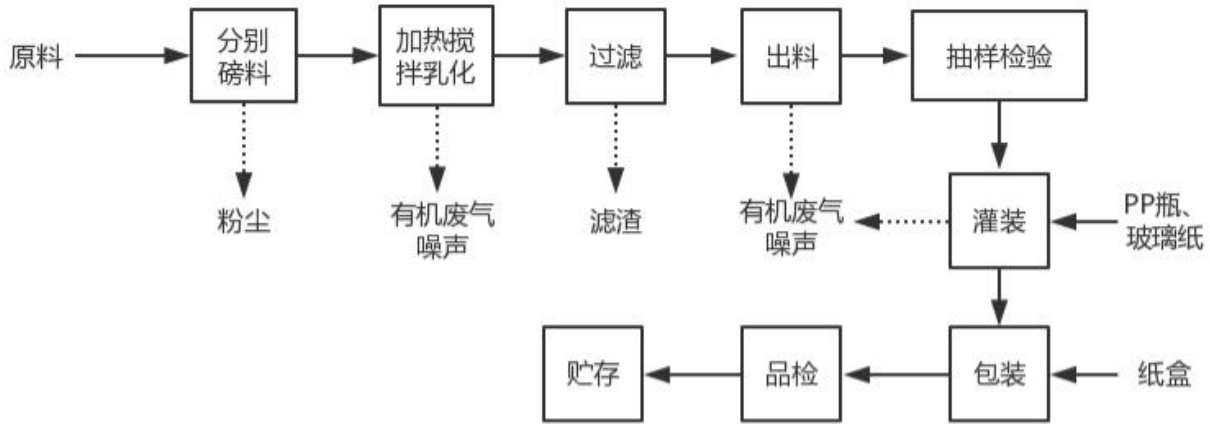 原料
分别
磅料
加热搅
拌乳化
过滤
出料
抽样检验
粉尘
有机废气
噪声
滤渣
有机废气
噪声
灌装
PP瓶、
玻璃纸
贮存
品检
包装
纸盒